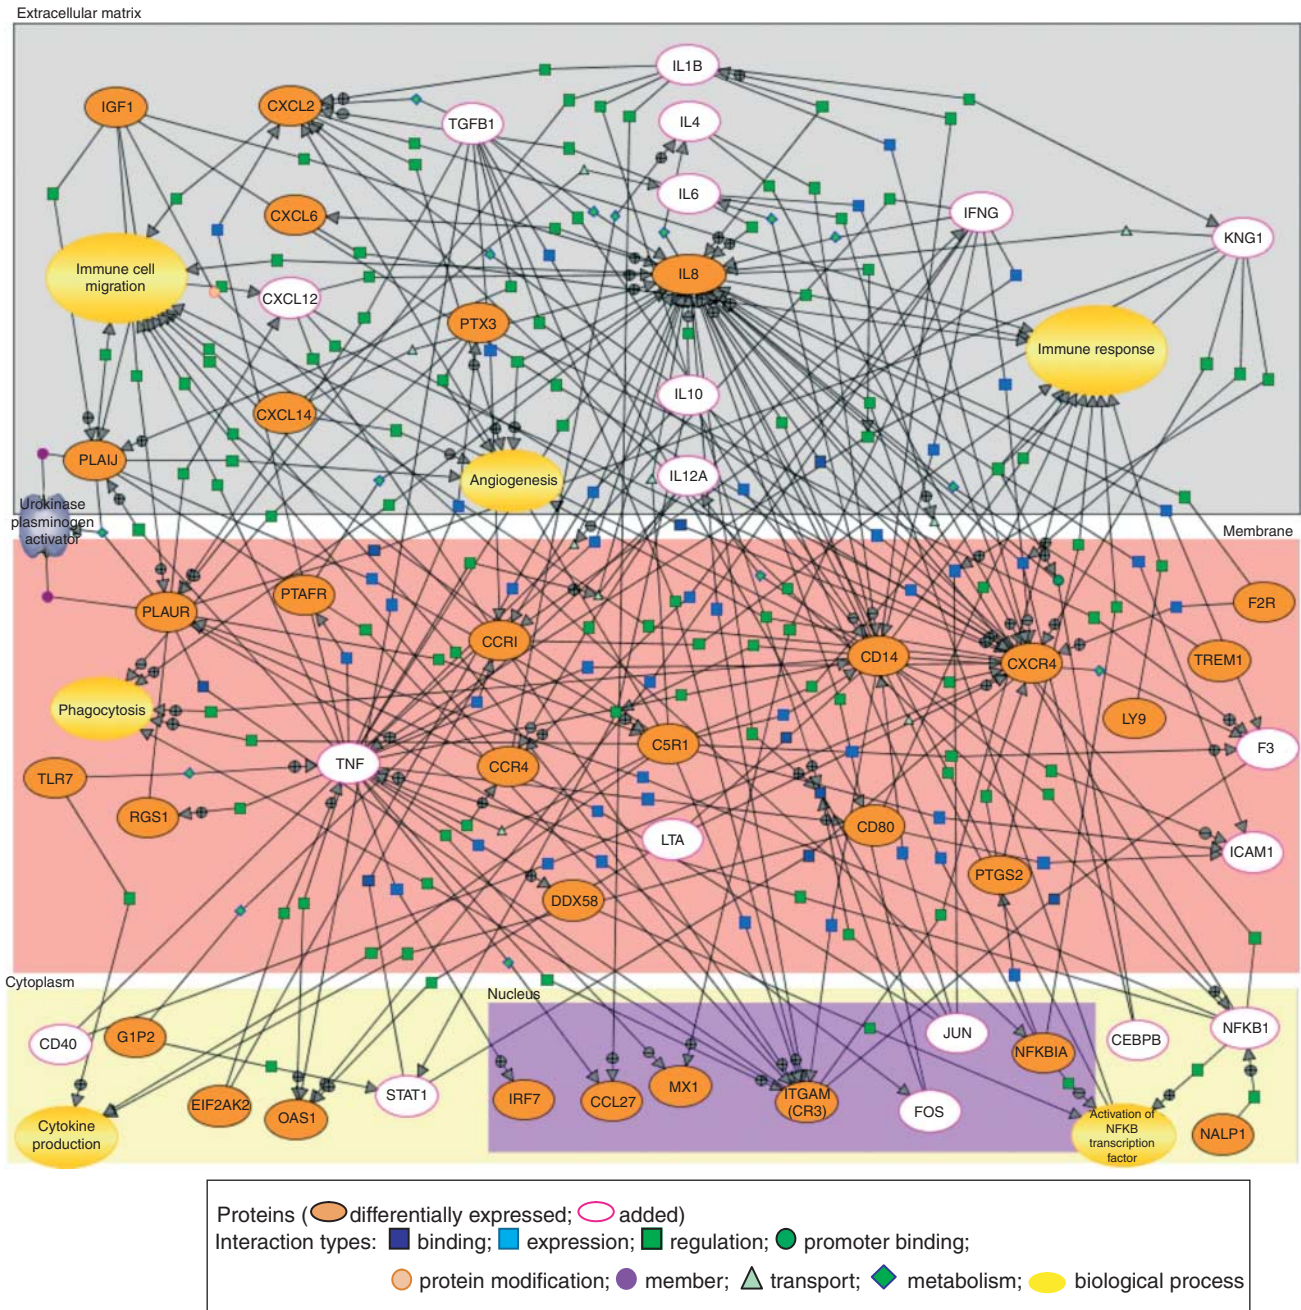 Extracellular matrix
IL1B
IGF1
CXCL2
TGFB1
IL4
IL6
CXCL6
IFNG
KNG1
Immune cell
migration
IL8
CXCL12
PTX3
Immune response
IL10
CXCL14
PLAIJ
IL12A
Angiogenesis
Urokinase
plasminogen
activator
Membrane
PTAFR
PLAUR
F2R
CCRI
CD14
CXCR4
TREM1
Phagocytosis
LY9
C5R1
F3
TNF
CCR4
TLR7
RGS1
CD80
LTA
ICAM1
PTGS2
DDX58
Cytoplasm
Nucleus
CD40
G1P2
JUN
NFKBIA
CEBPB
NFKB1
STAT1
EIF2AK2
OAS1
IRF7
CCL27
MX1
ITGAM
(CR3)
FOS
Cytokine
production
Activation of
NFKB
transcription
factor
NALP1
Proteins ( differentially expressed; added)
Interaction types: binding; expression; regulation; promoter binding;
protein modification; member; transport; metabolism; biological process